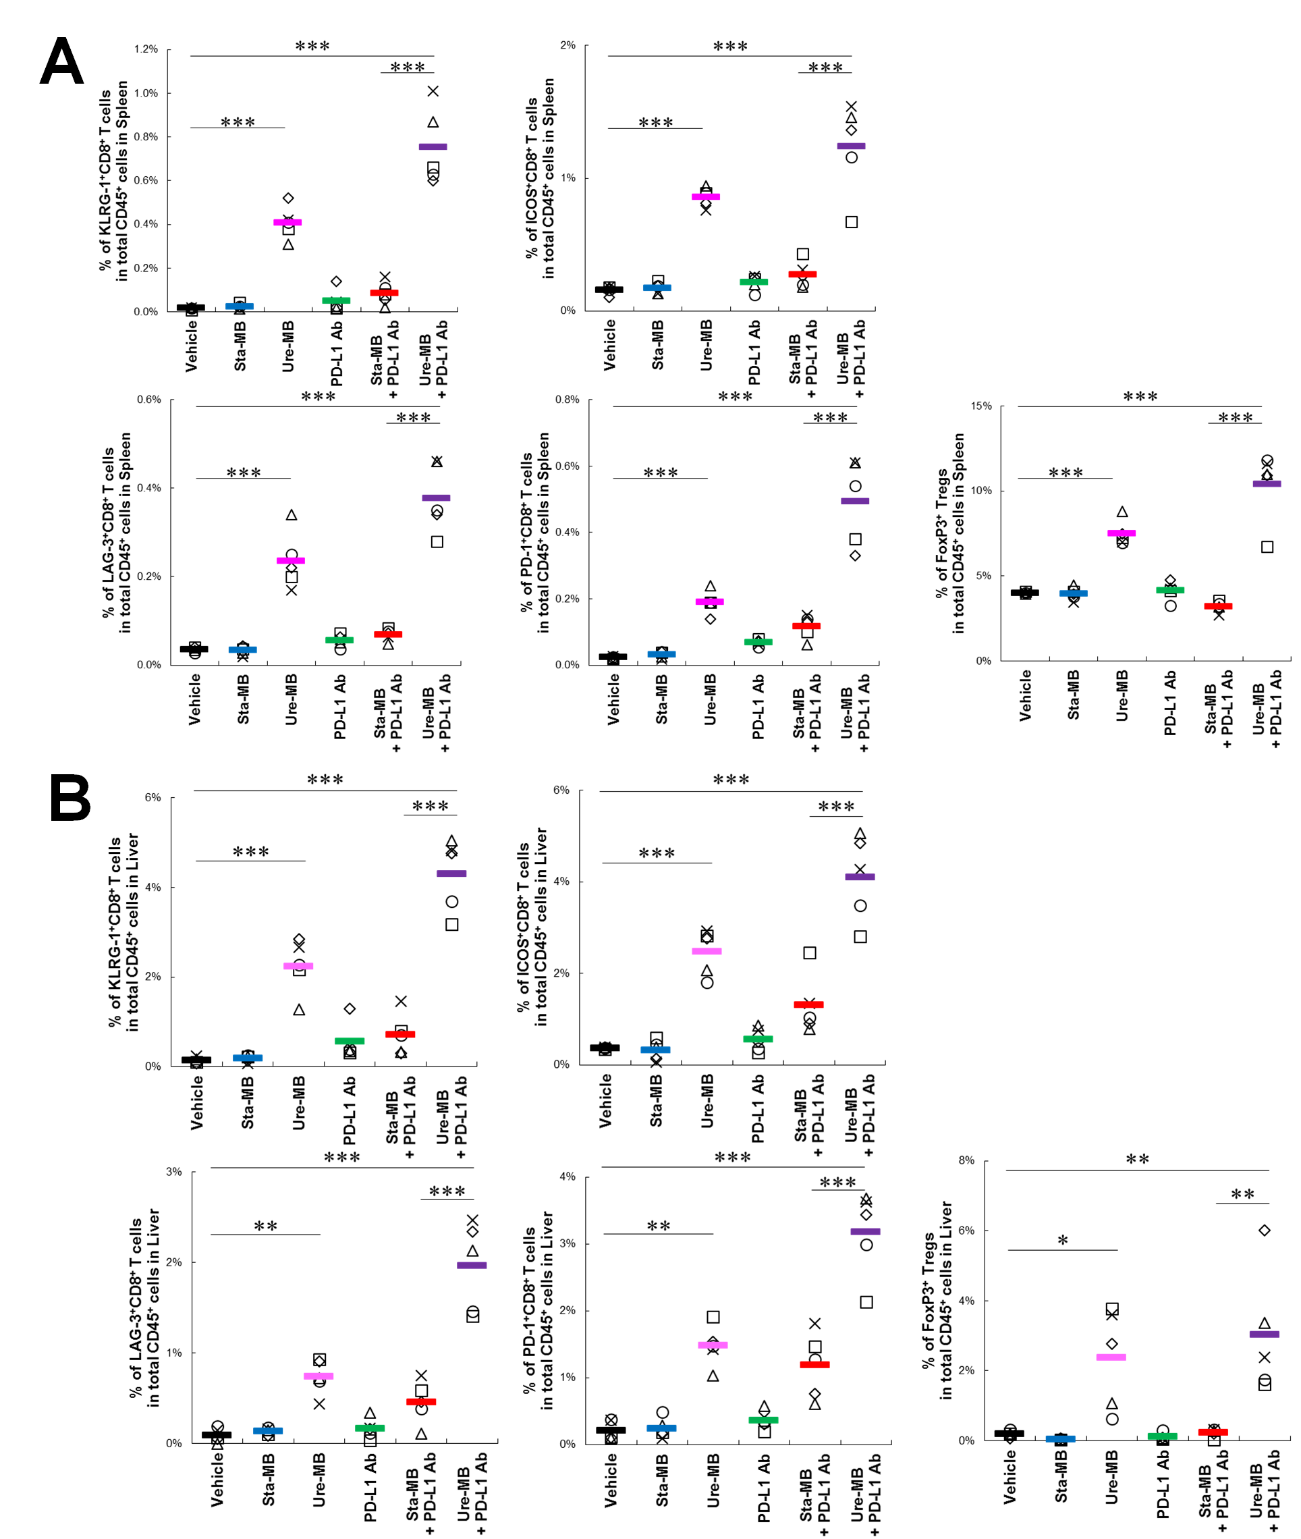 A
% of KLRG-1⁺CD8⁺ T cells
in total CD45⁺ cells in Spleen
1.2%
1.0%
0.8%
0.6%
0.4%
0.2%
0.0%
***
***
***
Vehicle
Sta-MB
Ure-MB
PD-L1 Ab
Sta-MB
+ PD-L1 Ab
Ure-MB
+ PD-L1 Ab
% of ICOS⁺CD8⁺ T cells
in total CD45⁺ cells in Spleen
2%
1%
0%
***
***
***
Vehicle
Sta-MB
Ure-MB
PD-L1 Ab
Sta-MB
+ PD-L1 Ab
Ure-MB
+ PD-L1 Ab
% of LAG-3⁺CD8⁺ T cells
in total CD45⁺ cells in Spleen
0.6%
0.4%
0.2%
0.0%
***
***
***
Vehicle
Sta-MB
Ure-MB
PD-L1 Ab
Sta-MB
+ PD-L1 Ab
Ure-MB
+ PD-L1 Ab
% of PD-1⁺CD8⁺ T cells
in total CD45⁺ cells in Spleen
0.8%
0.6%
0.4%
0.2%
0.0%
***
***
***
Vehicle
Sta-MB
Ure-MB
PD-L1 Ab
Sta-MB
+ PD-L1 Ab
Ure-MB
+ PD-L1 Ab
% of FoxP3⁺ Tregs
in total CD45⁺ cells in Spleen
15%
10%
5%
0%
***
***
***
Vehicle
Sta-MB
Ure-MB
PD-L1 Ab
Sta-MB
+ PD-L1 Ab
Ure-MB
+ PD-L1 Ab
B
% of KLRG-1⁺CD8⁺ T cells
in total CD45⁺ cells in Liver
6%
4%
2%
0%
***
***
***
Vehicle
Sta-MB
Ure-MB
PD-L1 Ab
Sta-MB
+ PD-L1 Ab
Ure-MB
+ PD-L1 Ab
% of ICOS⁺CD8⁺ T cells
in total CD45⁺ cells in Liver
6%
4%
2%
0%
***
***
***
Vehicle
Sta-MB
Ure-MB
PD-L1 Ab
Sta-MB
+ PD-L1 Ab
Ure-MB
+ PD-L1 Ab
% of LAG-3⁺CD8⁺ T cells
in total CD45⁺ cells in Liver
3%
2%
1%
0%
***
***
**
Vehicle
Sta-MB
Ure-MB
PD-L1 Ab
Sta-MB
+ PD-L1 Ab
Ure-MB
+ PD-L1 Ab
% of PD-1⁺CD8⁺ T cells
in total CD45⁺ cells in Liver
4%
3%
2%
1%
0%
***
***
**
Vehicle
Sta-MB
Ure-MB
PD-L1 Ab
Sta-MB
+ PD-L1 Ab
Ure-MB
+ PD-L1 Ab
% of FoxP3⁺ Tregs
in total CD45⁺ cells in Liver
8%
6%
4%
2%
0%
**
**
*
Vehicle
Sta-MB
Ure-MB
PD-L1 Ab
Sta-MB
+ PD-L1 Ab
Ure-MB
+ PD-L1 Ab